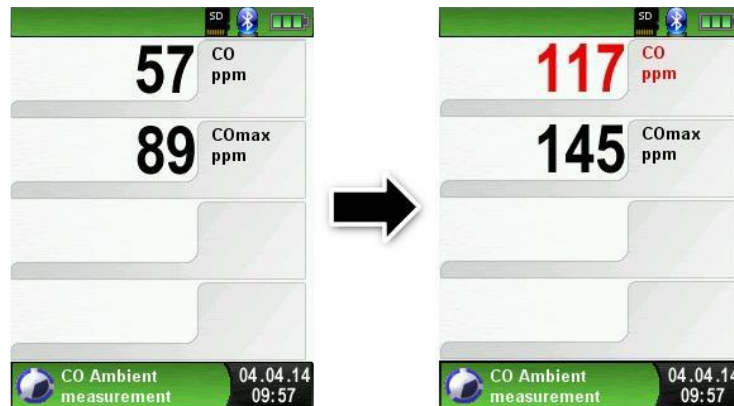 SD
57 CO
ppm
89 COmax
ppm
CO Ambient 04.04.14
measurement 09:57
SD
117 CO
ppm
145 COmax
ppm
CO Ambient 04.04.14
measurement 09:57